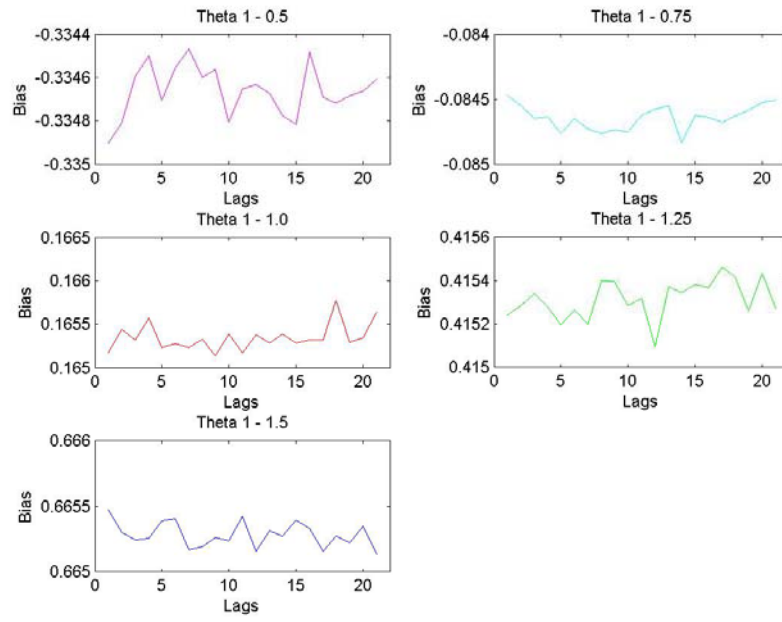 Theta 1 - 0.5
-0.3344
-0.3346
-0.3348
-0.335
Bias
0 5 10 15 20
Lags
Theta 1 - 0.75
-0.084
-0.0845
-0.085
Bias
0 5 10 15 20
Lags
Theta 1 - 1.0
0.1665
0.166
0.1655
0.165
Bias
0 5 10 15 20
Lags
Theta 1 - 1.25
0.4156
0.4154
0.4152
0.415
Bias
0 5 10 15 20
Lags
Theta 1 - 1.5
0.666
0.6655
0.665
Bias
0 5 10 15 20
Lags